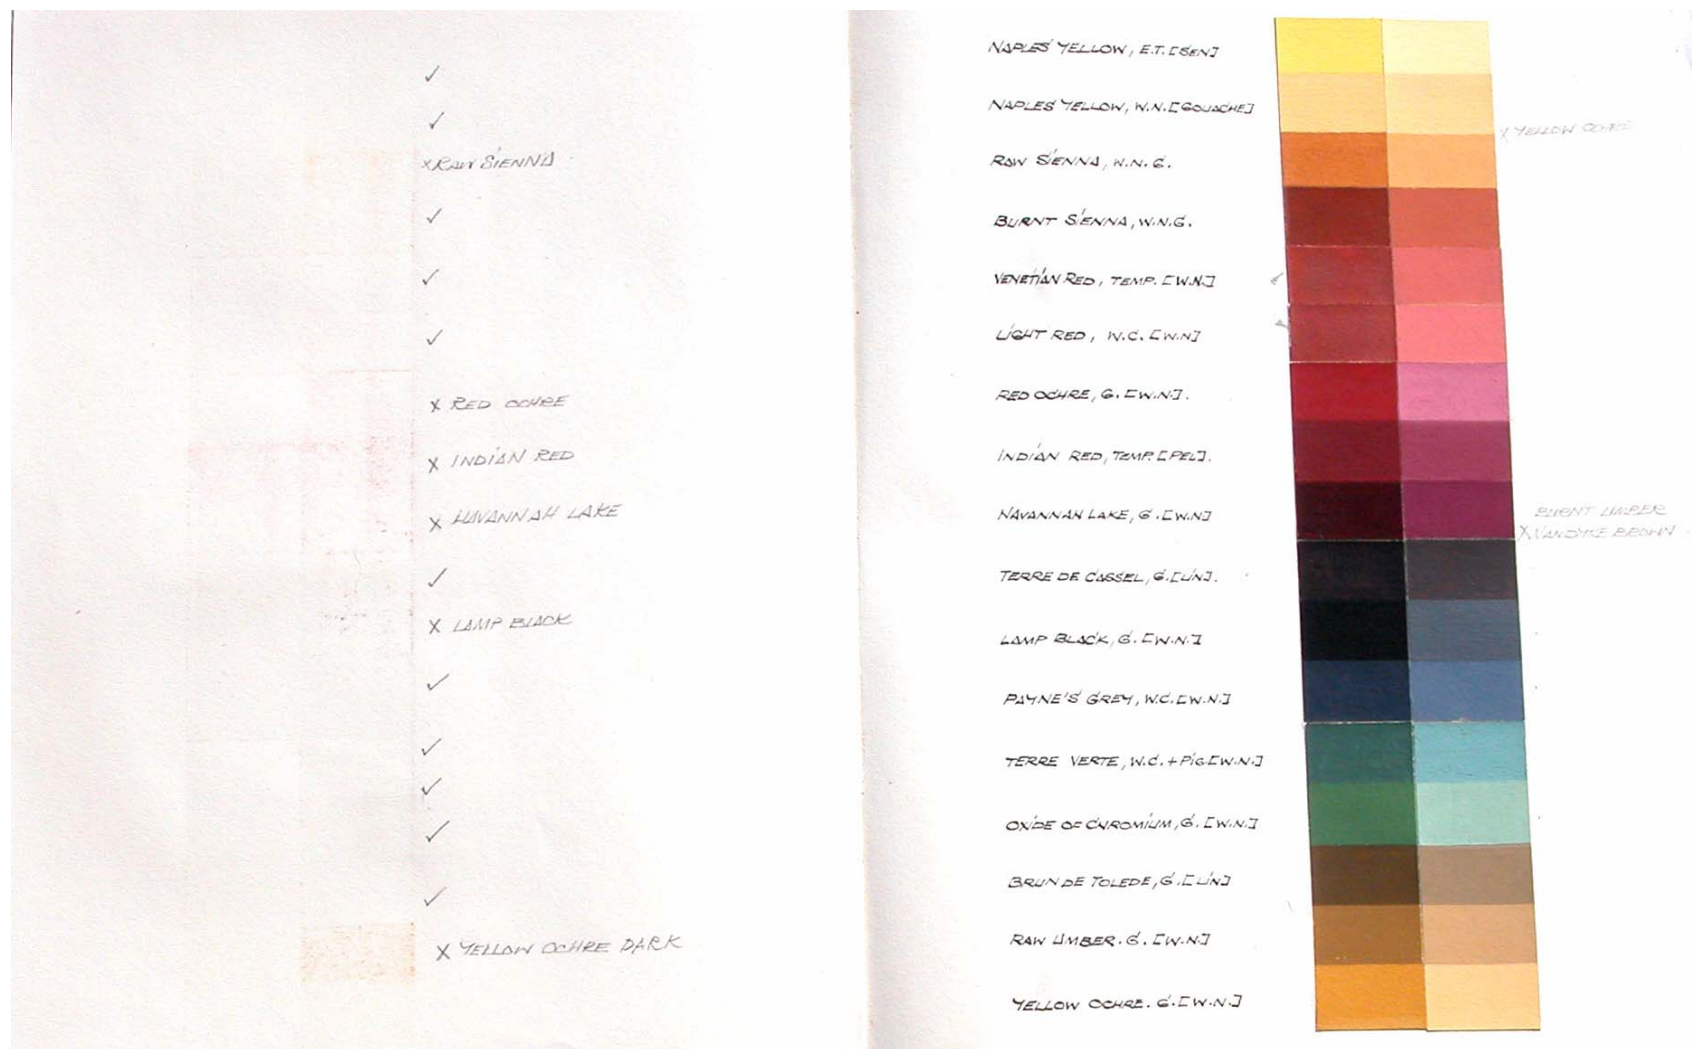 ✓
✓
X RAW SIENNA
✓
✓
✓
X RED OCHRE
X INDIAN RED
X HAVANNAH LAKE
✓
X LAMP BLACK
✓
✓
✓
✓
✓
X YELLOW OCHRE DARK
NAPLES YELLOW, E.T. [SEN]
NAPLES YELLOW, W.N. [GOUACHE]
X YELLOW OCHRE
RAW SIENNA, W.N. G.
BURNT SIENNA, W.N.G.
VENETIAN RED, TEMP. [W.N.]
LIGHT RED, W.C. [W.N]
RED OCHRE, G. [W.N.].
INDIAN RED, TEMP. [PEL].
HAVANNAH LAKE, G. [W.N]
BURNT UMBER
X VANDYKE BROWN
TERRE DE CASSEL, G. [LIN].
LAMP BLACK, G. [W.N.]
PAYNE'S GREY, W.C. [W.N.]
TERRE VERTE, W.C. + PIG. [W.N.]
OXIDE OF CHROMIUM, G. [W.N.]
BRUN DE TOLEDE, G. [LIN]
RAW UMBER. G. [W.N]
YELLOW OCHRE. G. [W.N.]